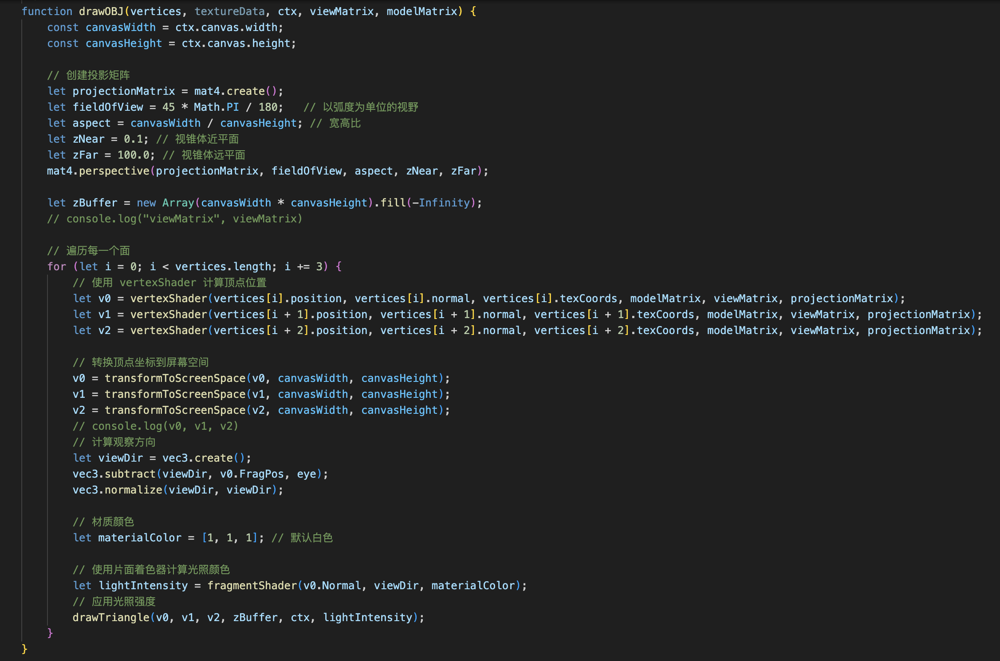 function drawOBJ(vertices, textureData, ctx, viewMatrix, modelMatrix) {
    const canvasWidth = ctx.canvas.width;
    const canvasHeight = ctx.canvas.height;

    // 创建投影矩阵
    let projectionMatrix = mat4.create();
    let fieldOfView = 45 * Math.PI / 180;   // 以弧度为单位的视野
    let aspect = canvasWidth / canvasHeight; // 宽高比
    let zNear = 0.1; // 视锥体近平面
    let zFar = 100.0; // 视锥体远平面
    mat4.perspective(projectionMatrix, fieldOfView, aspect, zNear, zFar);

    let zBuffer = new Array(canvasWidth * canvasHeight).fill(-Infinity);
    // console.log("viewMatrix", viewMatrix)

    // 遍历每一个面
    for (let i = 0; i < vertices.length; i += 3) {
        // 使用 vertexShader 计算顶点位置
        let v0 = vertexShader(vertices[i].position, vertices[i].normal, vertices[i].texCoords, modelMatrix, viewMatrix, projectionMatrix);
        let v1 = vertexShader(vertices[i + 1].position, vertices[i + 1].normal, vertices[i + 1].texCoords, modelMatrix, viewMatrix, projectionMatrix);
        let v2 = vertexShader(vertices[i + 2].position, vertices[i + 2].normal, vertices[i + 2].texCoords, modelMatrix, viewMatrix, projectionMatrix);

        // 转换顶点坐标到屏幕空间
        v0 = transformToScreenSpace(v0, canvasWidth, canvasHeight);
        v1 = transformToScreenSpace(v1, canvasWidth, canvasHeight);
        v2 = transformToScreenSpace(v2, canvasWidth, canvasHeight);
        // console.log(v0, v1, v2)
        // 计算观察方向
        let viewDir = vec3.create();
        vec3.subtract(viewDir, v0.FragPos, eye);
        vec3.normalize(viewDir, viewDir);

        // 材质颜色
        let materialColor = [1, 1, 1]; // 默认白色

        // 使用片面着色器计算光照颜色
        let lightIntensity = fragmentShader(v0.Normal, viewDir, materialColor);
        // 应用光照强度
        drawTriangle(v0, v1, v2, zBuffer, ctx, lightIntensity);
    }
}